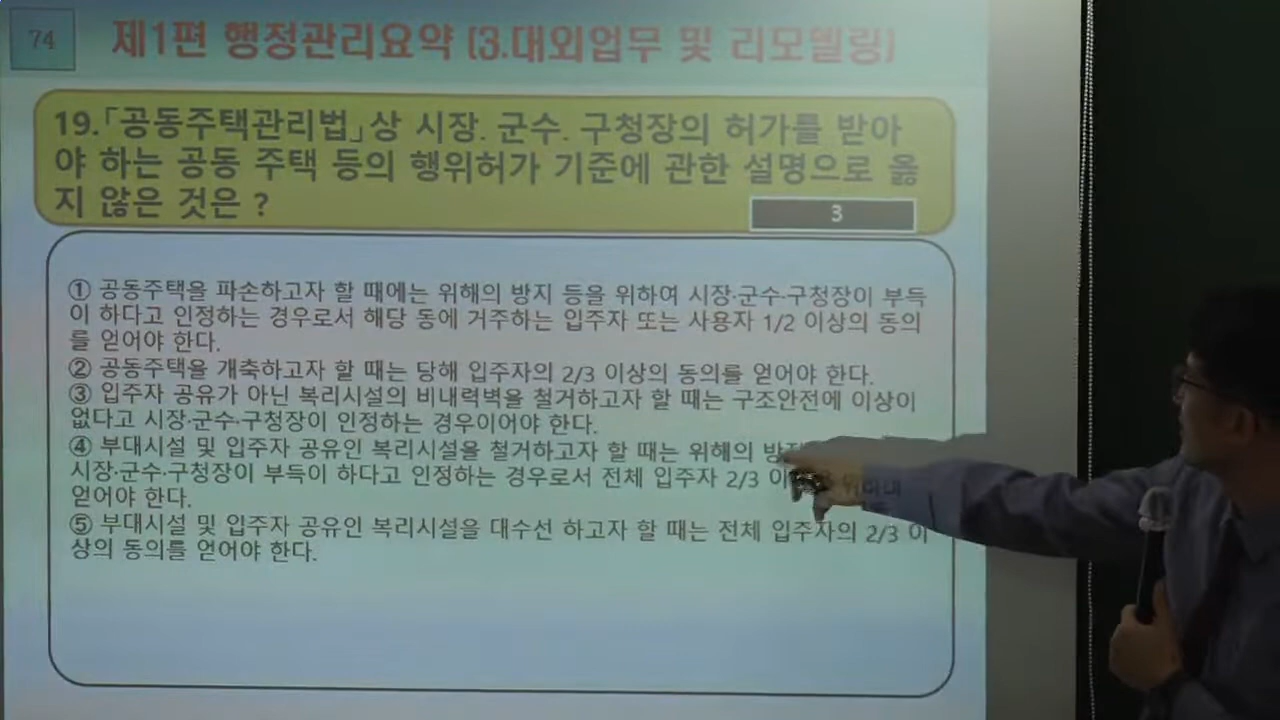 74
제1편 행정관리요약 (3.대외업무 및 리모델링)
19.「공동주택관리법」상 시장. 군수. 구청장의 허가를 받아
야 하는 공동 주택 등의 행위허가 기준에 관한 설명으로 옳
지 않은 것은 ?
3
① 공동주택을 파손하고자 할 때에는 위해의 방지 등을 위하여 시장·군수·구청장이 부득
이 하다고 인정하는 경우로서 해당 동에 거주하는 입주자 또는 사용자 1/2 이상의 동의
를 얻어야 한다.
② 공동주택을 개축하고자 할 때는 당해 입주자의 2/3 이상의 동의를 얻어야 한다.
③ 입주자 공유가 아닌 복리시설의 비내력벽을 철거하고자 할 때는 구조안전에 이상이
없다고 시장·군수·구청장이 인정하는 경우이어야 한다.
④ 부대시설 및 입주자 공유인 복리시설을 철거하고자 할 때는 위해의
시장·군수·구청장이 부득이 하다고 인정하는 경우로서 전체 입주자 2/3
얻어야 한다.
⑤ 부대시설 및 입주자 공유인 복리시설을 대수선 하고자 할 때는 전체 입주자의 2/3 이
상의 동의를 얻어야 한다.